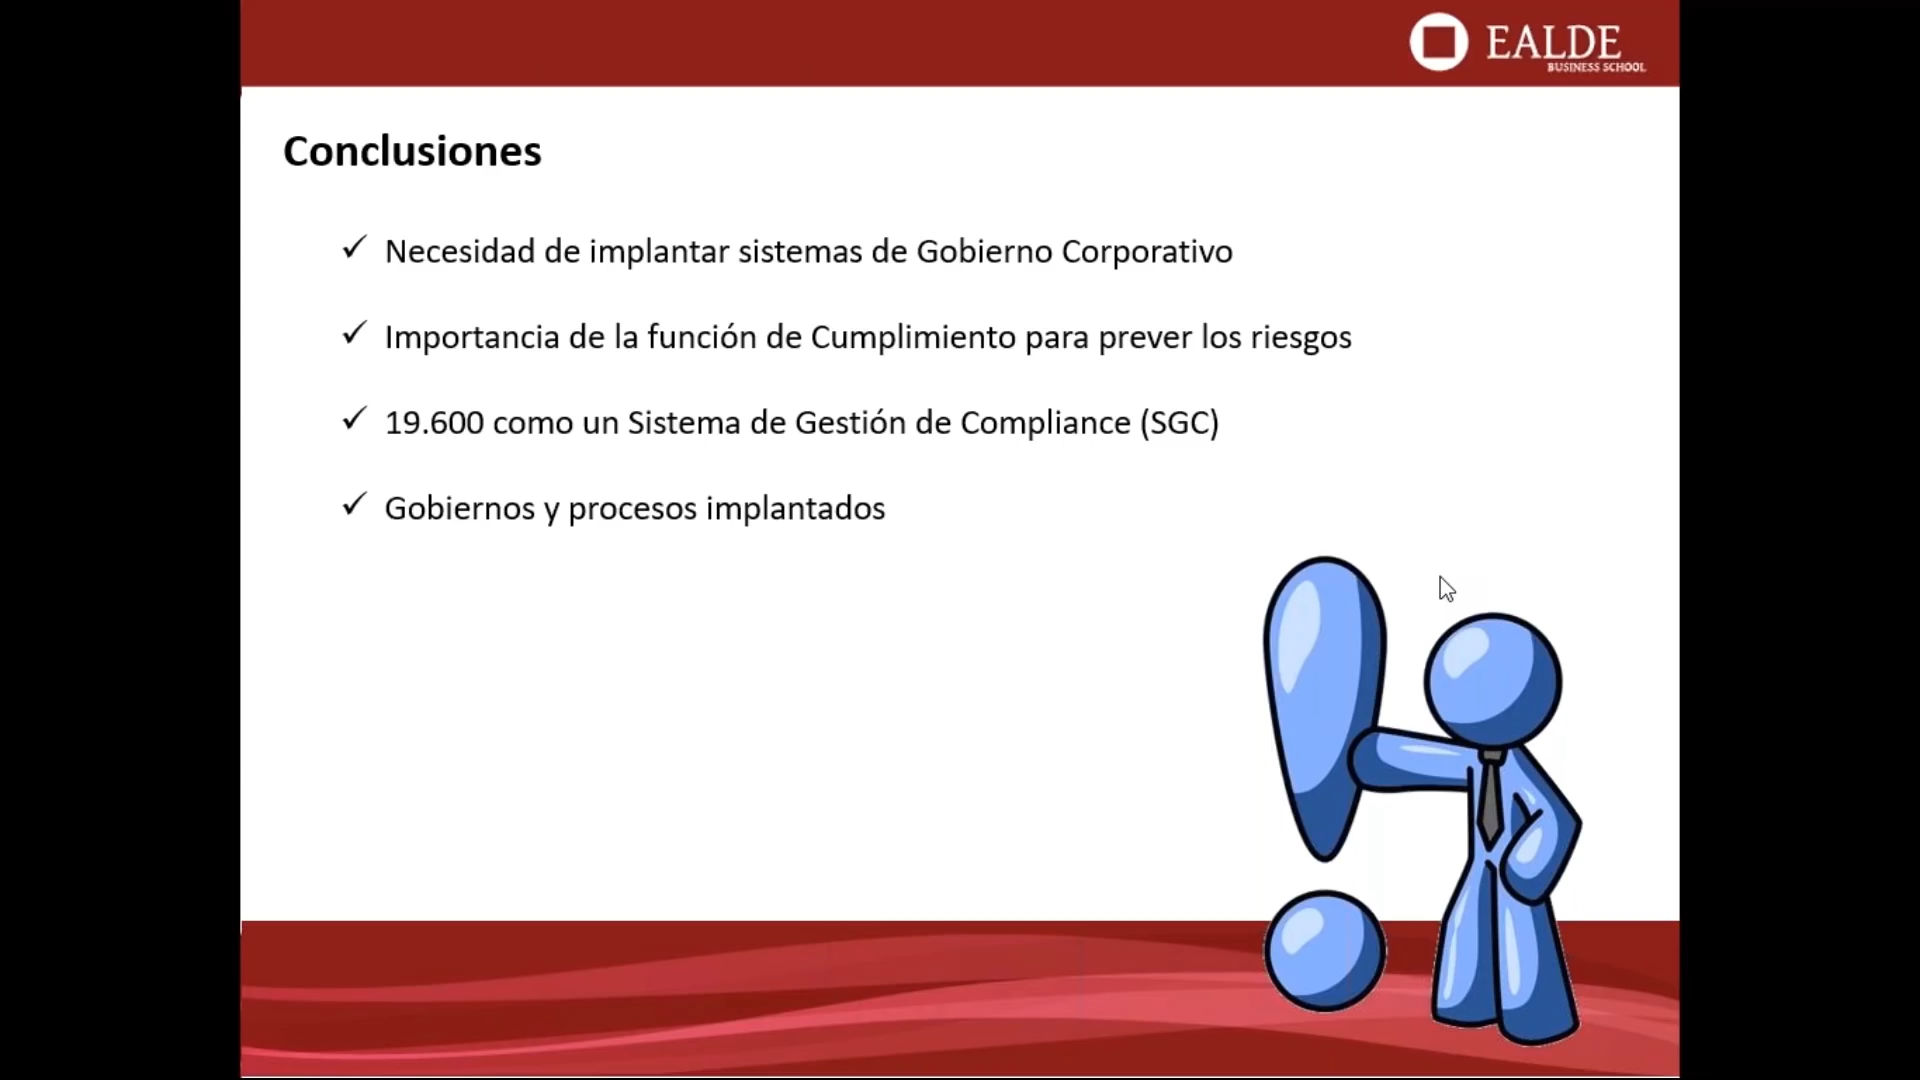 EALDE
BUSINESS SCHOOL
Conclusiones
✓ Necesidad de implantar sistemas de Gobierno Corporativo
✓ Importancia de la función de Cumplimiento para prever los riesgos
✓ 19.600 como un Sistema de Gestión de Compliance (SGC)
✓ Gobiernos y procesos implantados